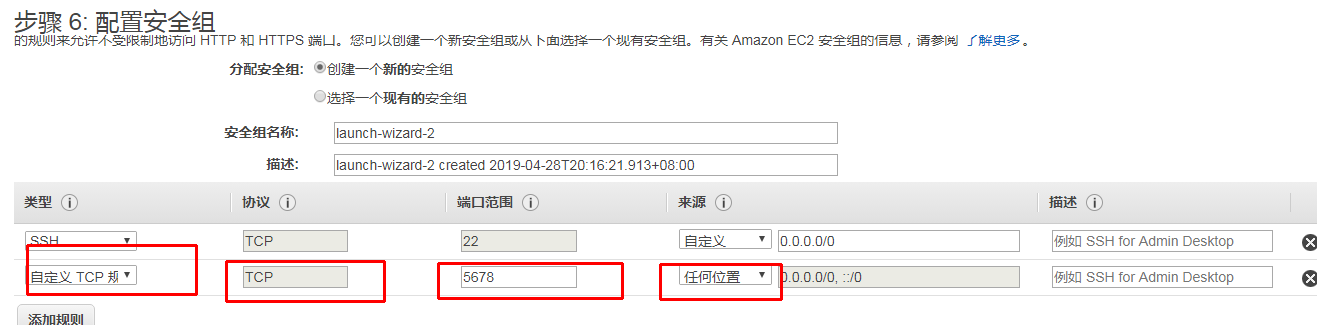 步骤 6: 配置安全组
的规则来允许不受限制地访问 HTTP 和 HTTPS 端口。您可以创建一个新安全组或从下面选择一个现有安全组。有关 Amazon EC2 安全组的信息，请参阅 了解更多。
分配安全组: 创建一个新的安全组
选择一个现有的安全组
安全组名称: launch-wizard-2
描述: launch-wizard-2 created 2019-04-28T20:16:21.913+08:00
类型 i 协议 i 端口范围 i 来源 i 描述 i
SSH TCP 22 自定义 0.0.0.0/0 例如 SSH for Admin Desktop
自定义 TCP 规 TCP 5678 任何位置 0.0.0.0/0, ::/0 例如 SSH for Admin Desktop
添加规则